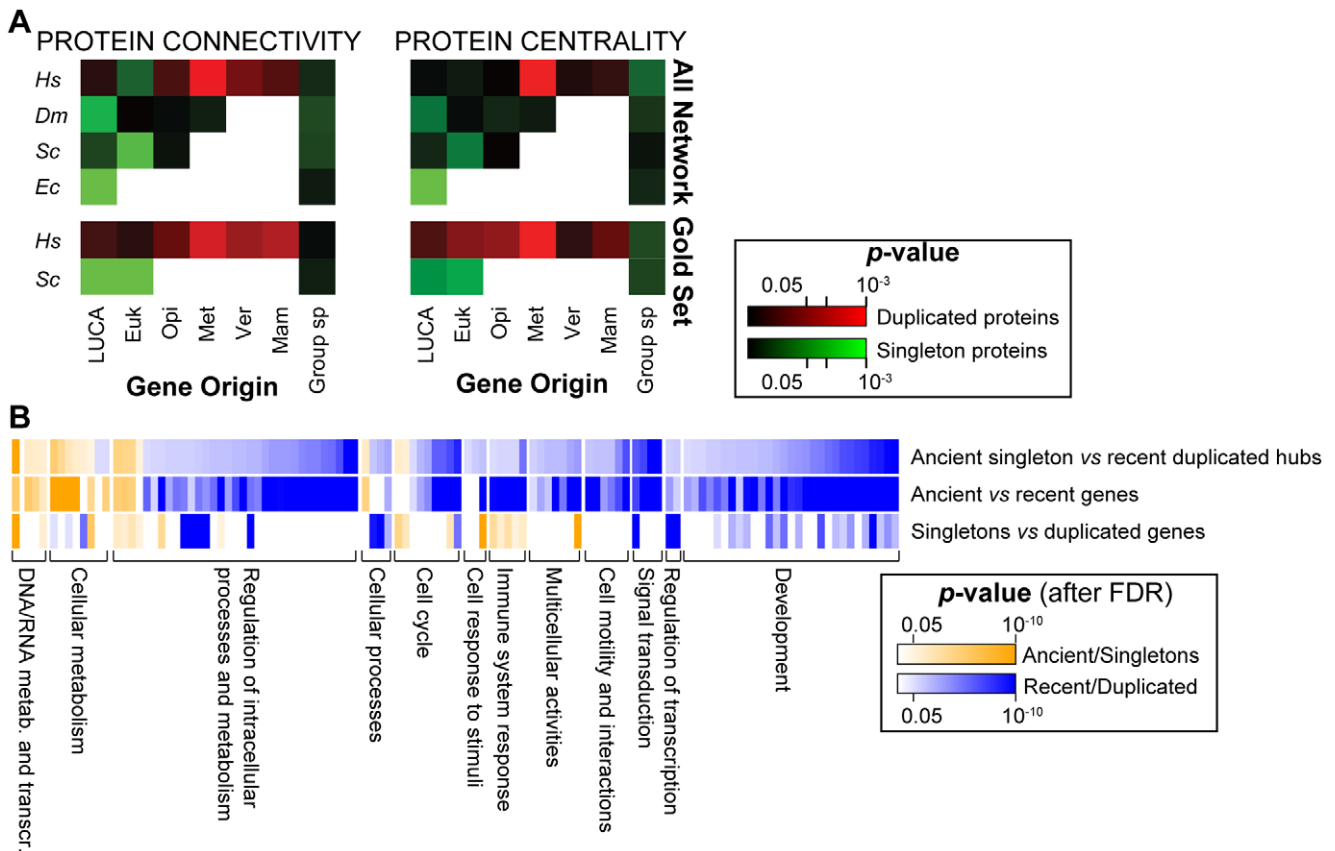 A
PROTEIN CONNECTIVITY
PROTEIN CENTRALITY
Hs
Dm
Sc
Ec
Hs
Sc
All Network
Gold Set
LUCA
Euk
Opi
Met
Ver
Mam
Group sp
Gene Origin
LUCA
Euk
Opi
Met
Ver
Mam
Group sp
Gene Origin
p-value
0.05 10-3
Duplicated proteins
Singleton proteins
0.05 10-3
B
Ancient singleton vs recent duplicated hubs
Ancient vs recent genes
Singletons vs duplicated genes
DNA/RNA metab. and transcr.
Cellular metabolism
Regulation of intracellular
processes and metabolism
Cellular processes
Cell cycle
Cell response to stimuli
Immune system response
Multicellular activities
Cell motility and interactions
Signal transduction
Regulation of transcription
Development
p-value (after FDR)
0.05 10-10
Ancient/Singletons
Recent/Duplicated
0.05 10-10